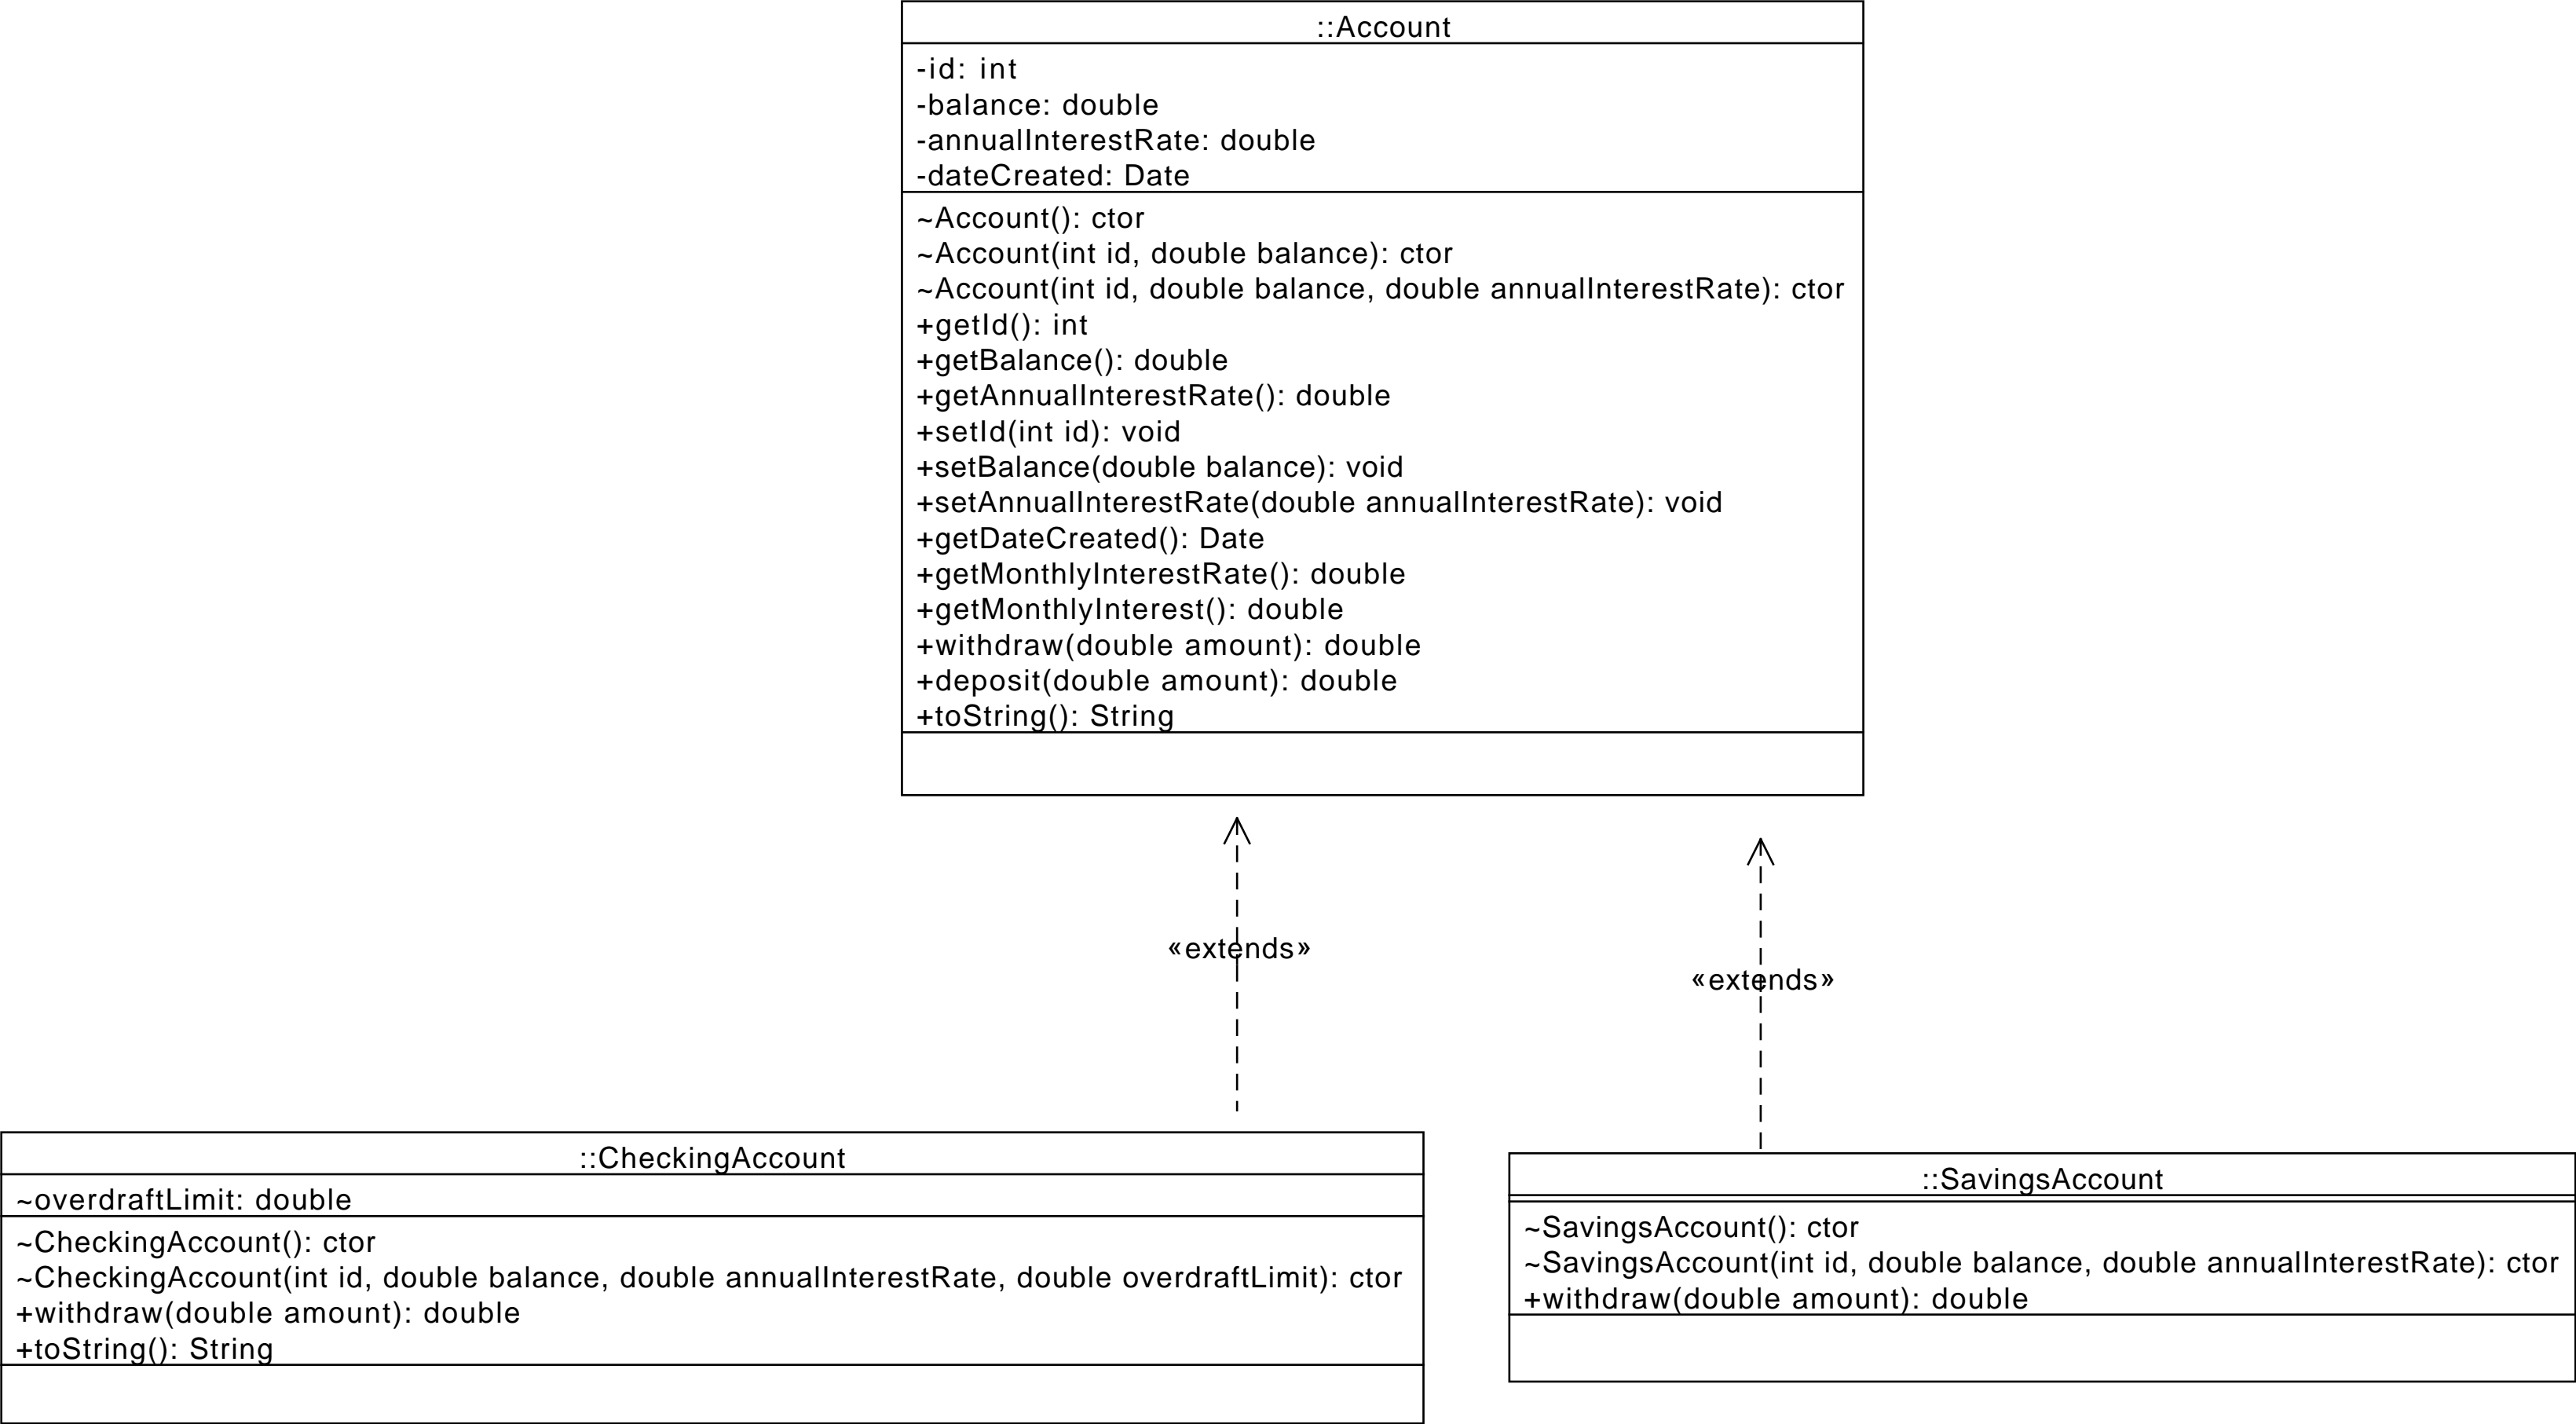 ::Account
-id: int
-balance: double
-annualInterestRate: double
-dateCreated: Date
~Account(): ctor
~Account(int id, double balance): ctor
~Account(int id, double balance, double annualInterestRate): ctor
+getId(): int
+getBalance(): double
+getAnnualInterestRate(): double
+setId(int id): void
+setBalance(double balance): void
+setAnnualInterestRate(double annualInterestRate): void
+getDateCreated(): Date
+getMonthlyInterestRate(): double
+getMonthlyInterest(): double
+withdraw(double amount): double
+deposit(double amount): double
+toString(): String
«extends»
«extends»
::CheckingAccount
~overdraftLimit: double
~CheckingAccount(): ctor
~CheckingAccount(int id, double balance, double annualInterestRate, double overdraftLimit): ctor
+withdraw(double amount): double
+toString(): String
::SavingsAccount
~SavingsAccount(): ctor
~SavingsAccount(int id, double balance, double annualInterestRate): ctor
+withdraw(double amount): double